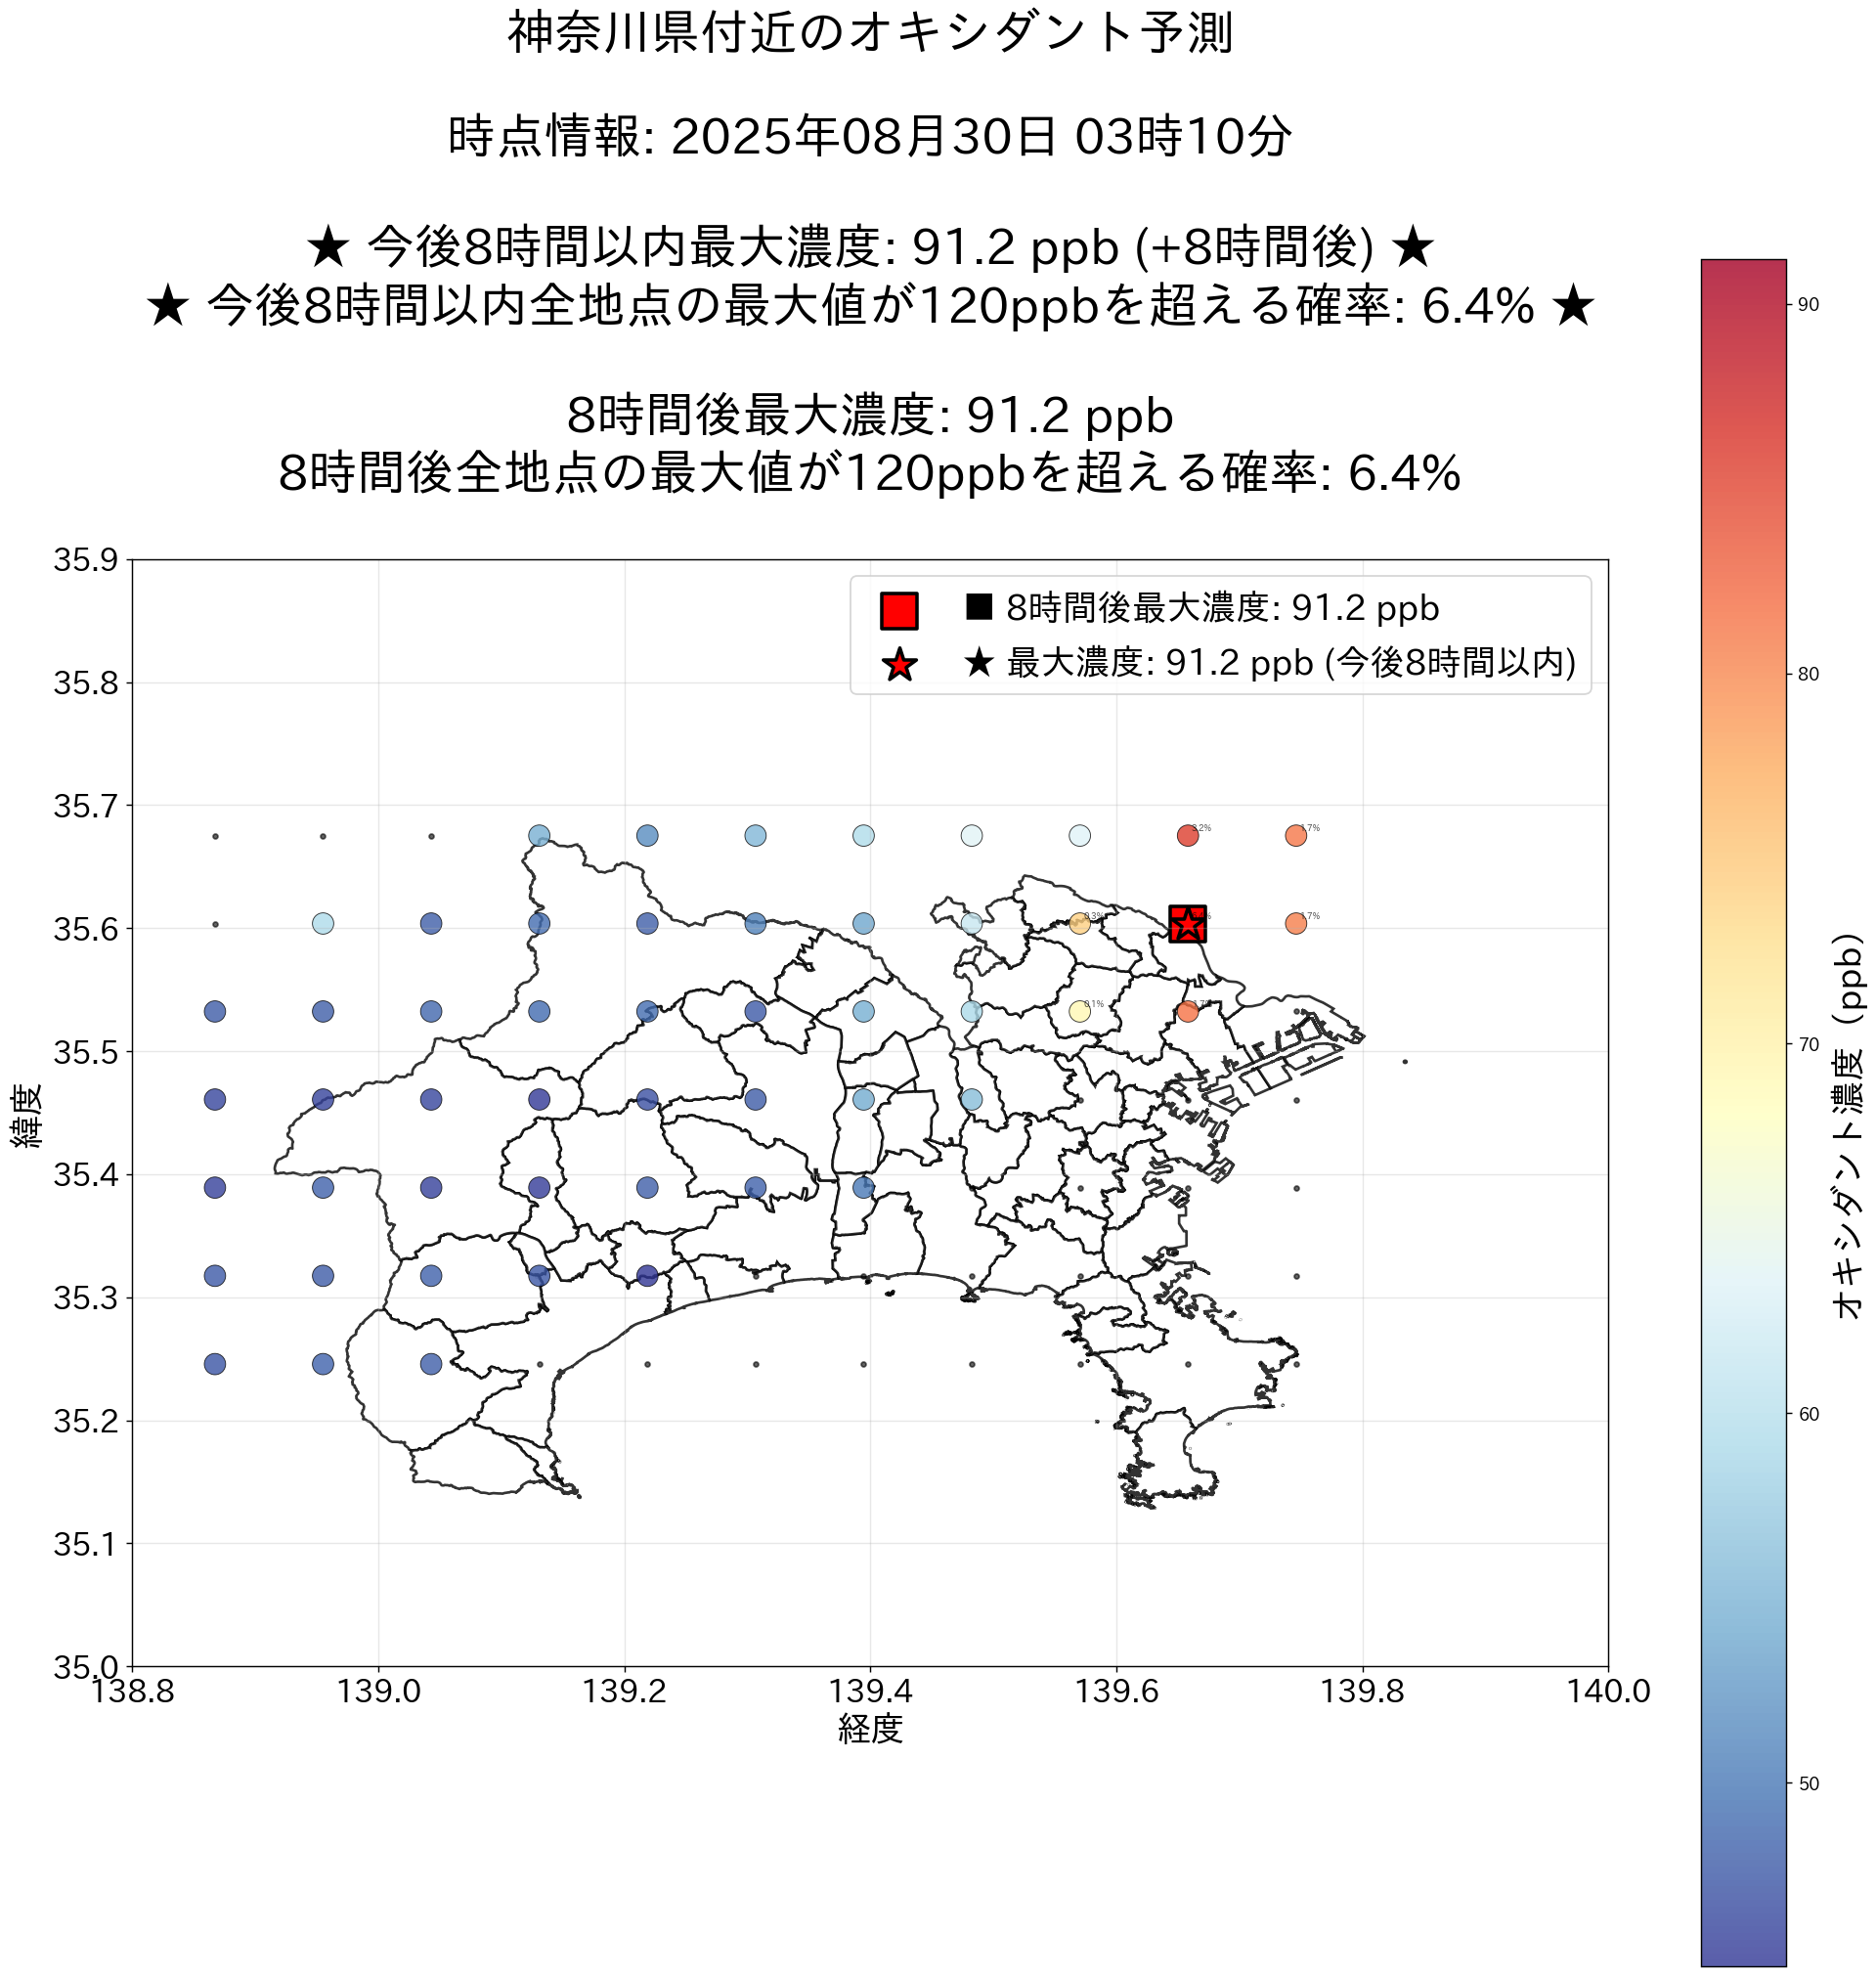 神奈川県付近のオキシダント予測
時点情報: 2025年08月30日 03時10分
★ 今後8時間以内最大濃度: 91.2 ppb (+8時間後) ★
★ 今後8時間以内全地点の最大値が120ppbを超える確率: 6.4% ★
8時間後最大濃度: 91.2 ppb
8時間後全地点の最大値が120ppbを超える確率: 6.4%
■ 8時間後最大濃度: 91.2 ppb
★ 最大濃度: 91.2 ppb (今後8時間以内)
35.9
35.8
35.7
35.6
35.5
35.4
35.3
35.2
35.1
35.0
緯度
138.8
139.0
139.2
139.4
139.6
139.8
140.0
経度
3.2%
1.7%
0.3%
1.7%
0.1%
90
80
70
60
50
オキシダント濃度 (ppb)